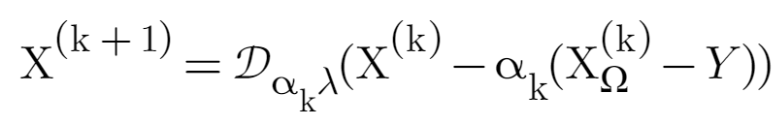 X^{(k + 1)} = 𝒟_{α_k λ}(X^{(k)} − α_k(X_Ω^{(k)} − Y))